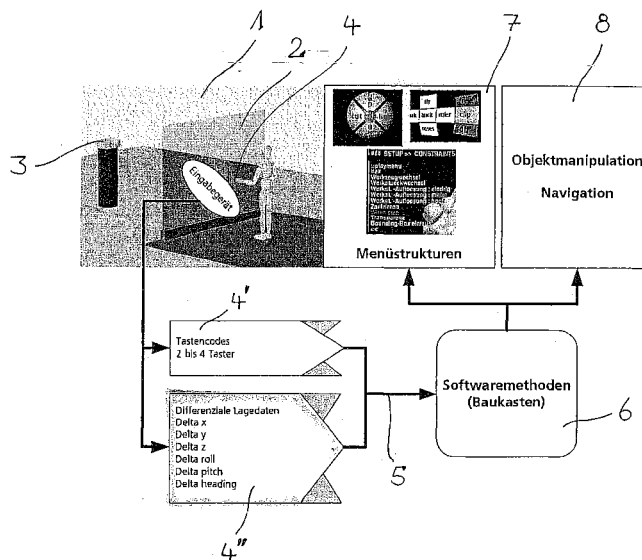 1
2
4
7
8
3
Eingabegerät
Menüstrukturen
Objektmanipulation
Navigation
4'
Tastencodes
2 bis 4 Taster
Differenziale Lagedaten
Delta x
Delta y
Delta z
Delta roll
Delta pitch
Delta heading
4"
5
Softwaremethoden
(Baukasten)
6